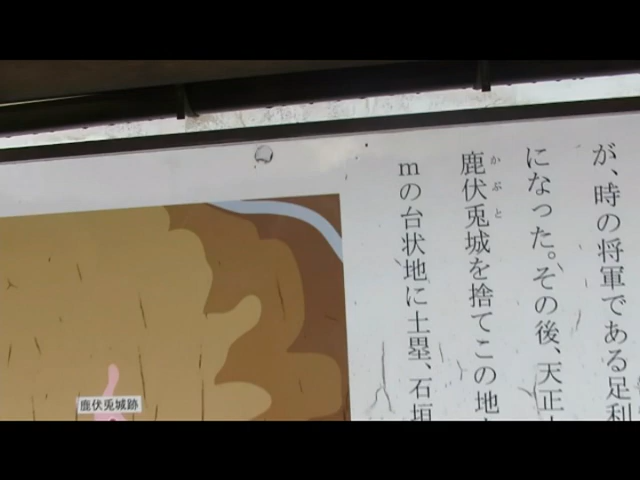 が、時の将軍である足利
になった。その後、天正
かぶと
鹿伏兎城を捨てこの地
mの台状地に土塁、石垣
鹿伏兎城跡